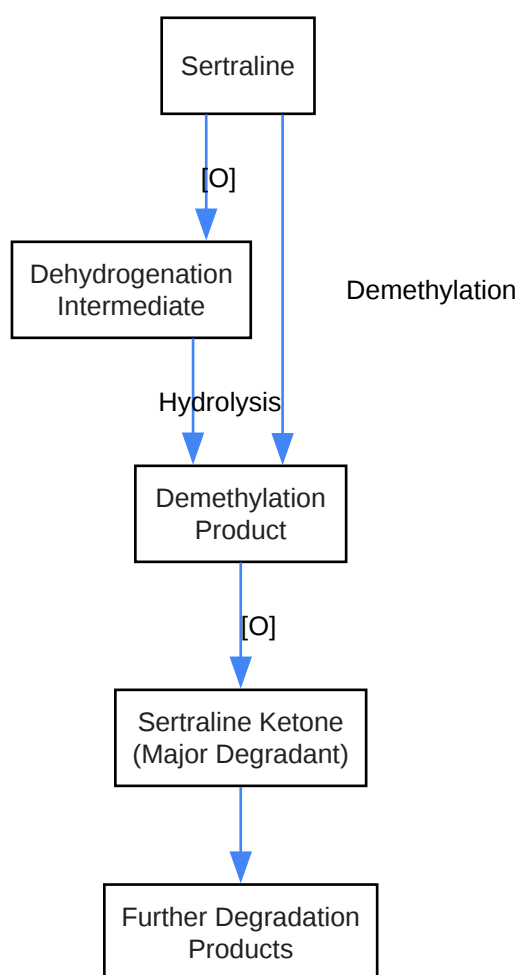 Sertraline
[O]
Dehydrogenation
Intermediate
Demethylation
Hydrolysis
Demethylation
Product
[O]
Sertraline Ketone
(Major Degradant)
Further Degradation
Products